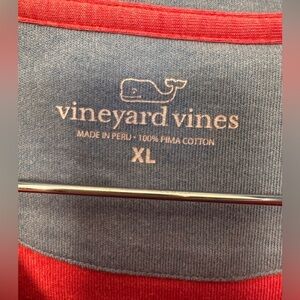 vineyard vines
MADE IN PERU • 100% PIMA COTTON
XL